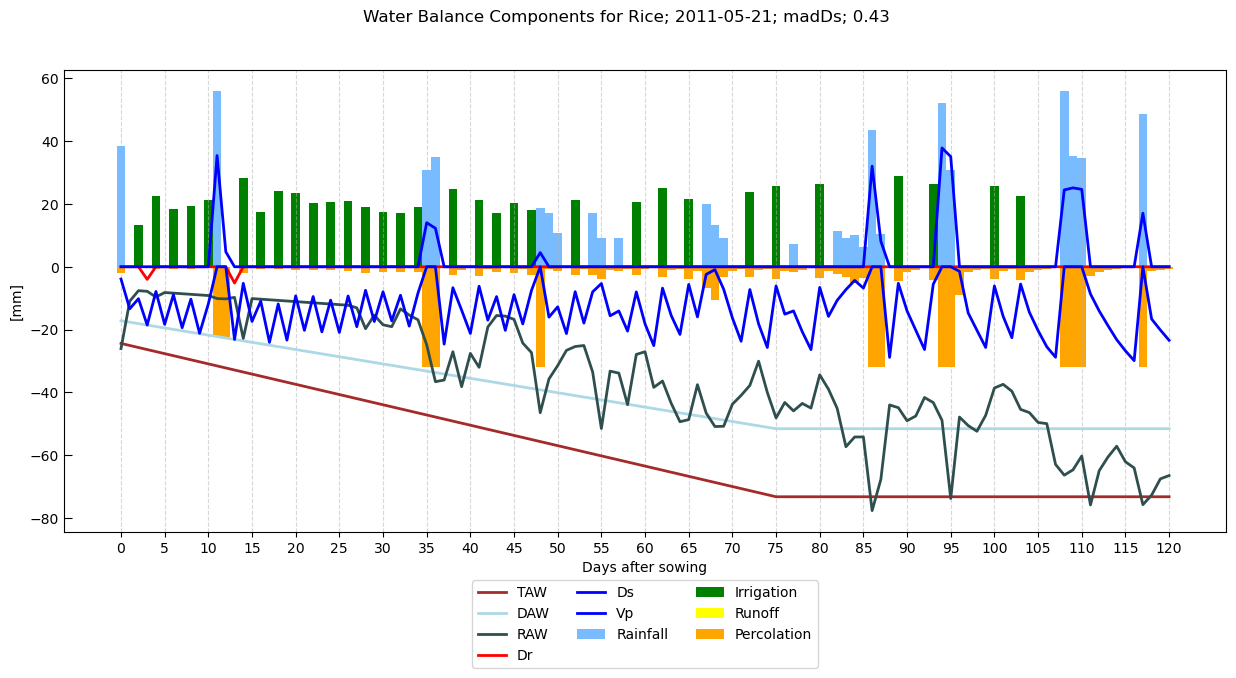 Water Balance Components for Rice; 2011-05-21; madDs; 0.43
60
40
20
0
−20
−40
−60
−80
[mm]
0 5 10 15 20 25 30 35 40 45 50 55 60 65 70 75 80 85 90 95 100 105 110 115 120
Days after sowing
TAW
DAW
RAW
Dr
Ds
Vp
Rainfall
Irrigation
Runoff
Percolation